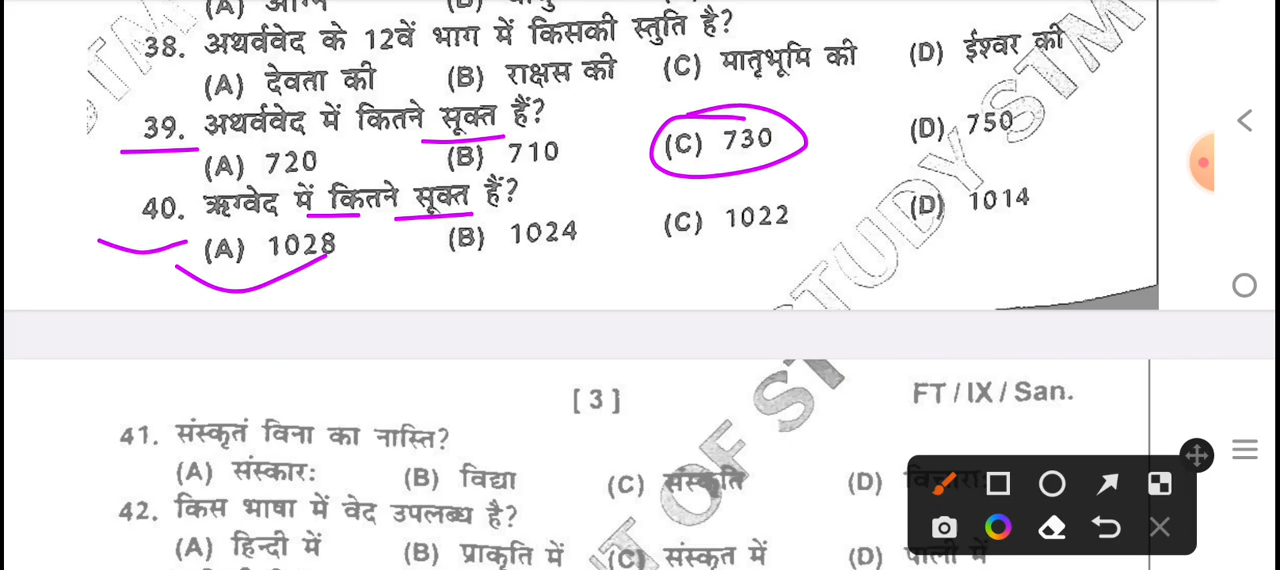 38. अथर्ववेद के 12वें भाग में किसकी स्तुति है?
(A) देवता की (B) राक्षस की (C) मातृभूमि की (D) ईश्वर की
39. अथर्ववेद में कितने सूक्त हैं?
(A) 720 (B) 710 (C) 730 (D) 750
40. ऋग्वेद में कितने सूक्त हैं?
(A) 1028 (B) 1024 (C) 1022 (D) 1014
[3] FT / IX / San.
41. संस्कृतं विना का नास्ति?
(A) संस्कारः (B) विद्या (C) संस्कृति (D)
42. किस भाषा में वेद उपलब्ध है?
(A) हिन्दी में (B) प्राकृति में (C) संस्कृत में (D) पाली में